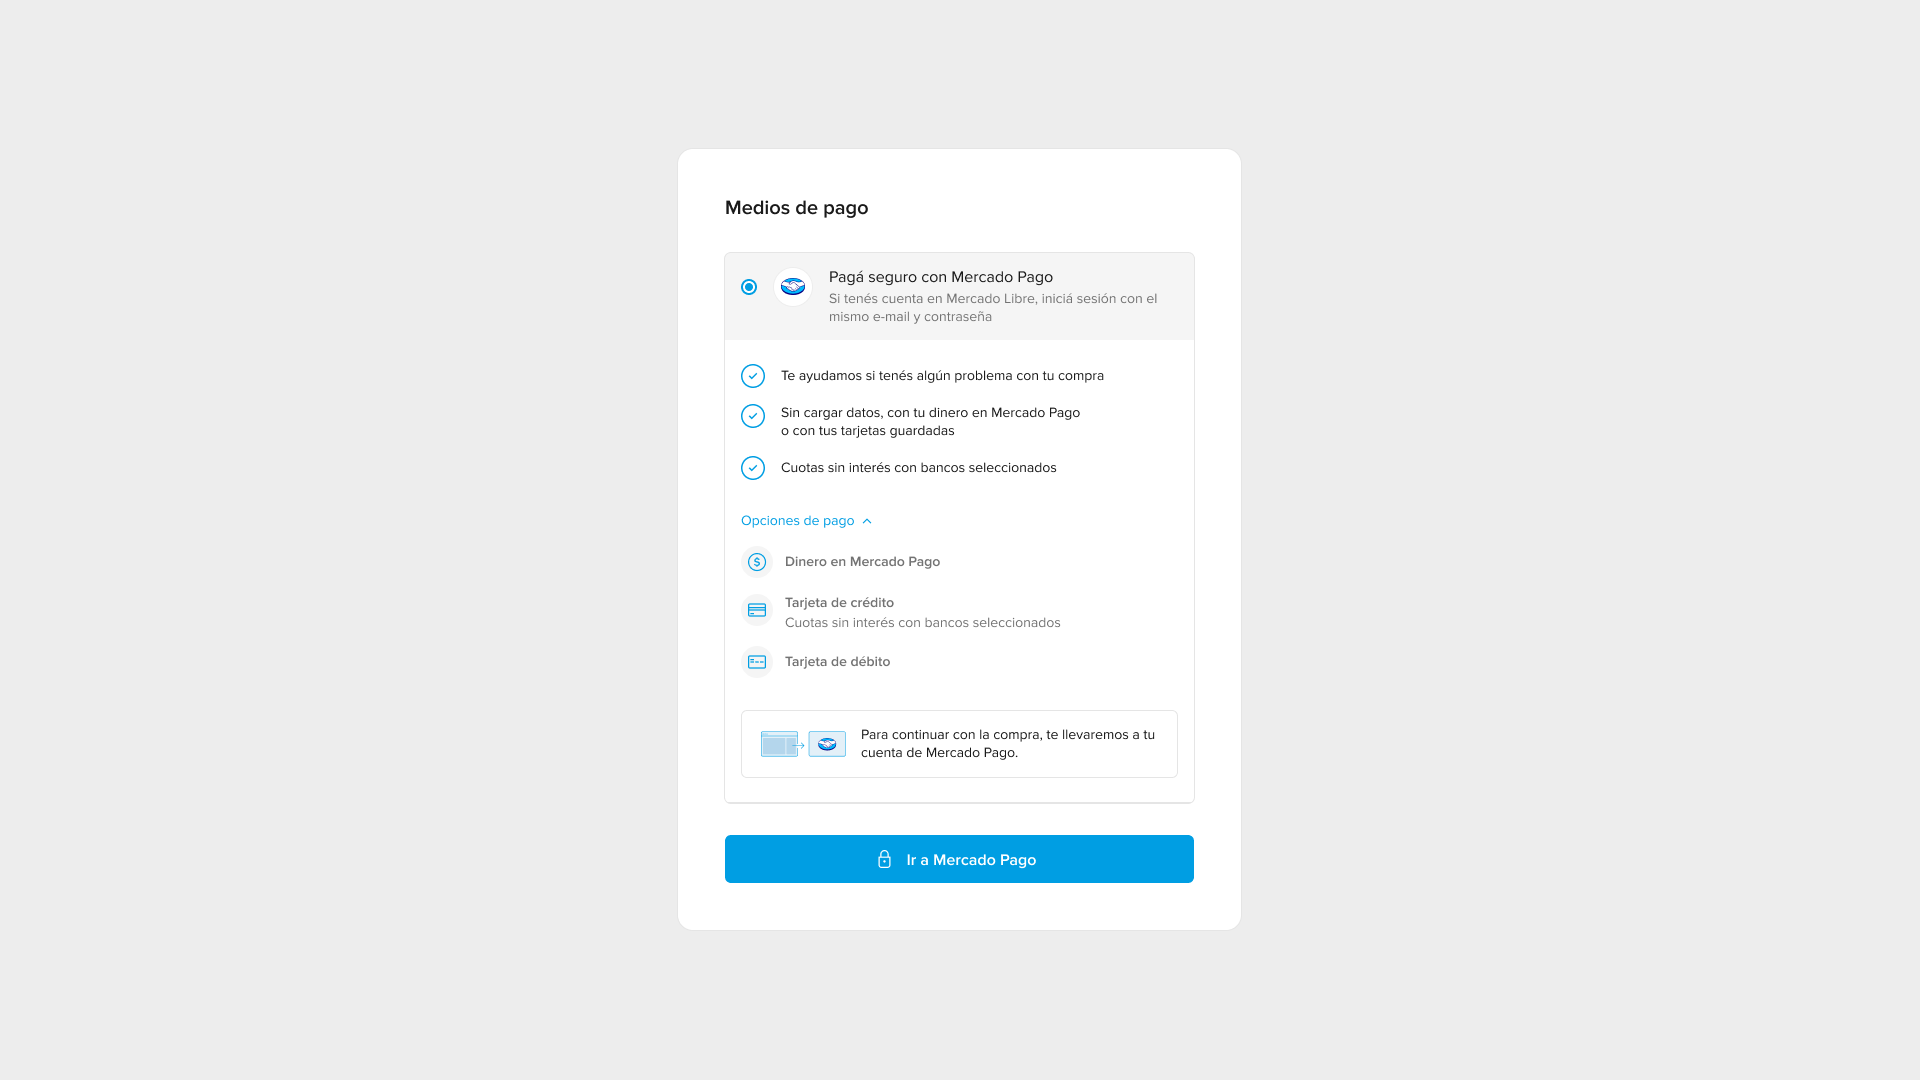 Medios de pago
Pagá seguro con Mercado Pago
Si tenés cuenta en Mercado Libre, iniciá sesión con el
mismo e-mail y contraseña
Te ayudamos si tenés algún problema con tu compra
Sin cargar datos, con tu dinero en Mercado Pago
o con tus tarjetas guardadas
Cuotas sin interés con bancos seleccionados
Opciones de pago
Dinero en Mercado Pago
Tarjeta de crédito
Cuotas sin interés con bancos seleccionados
Tarjeta de débito
Para continuar con la compra, te llevaremos a tu
cuenta de Mercado Pago.
Ir a Mercado Pago